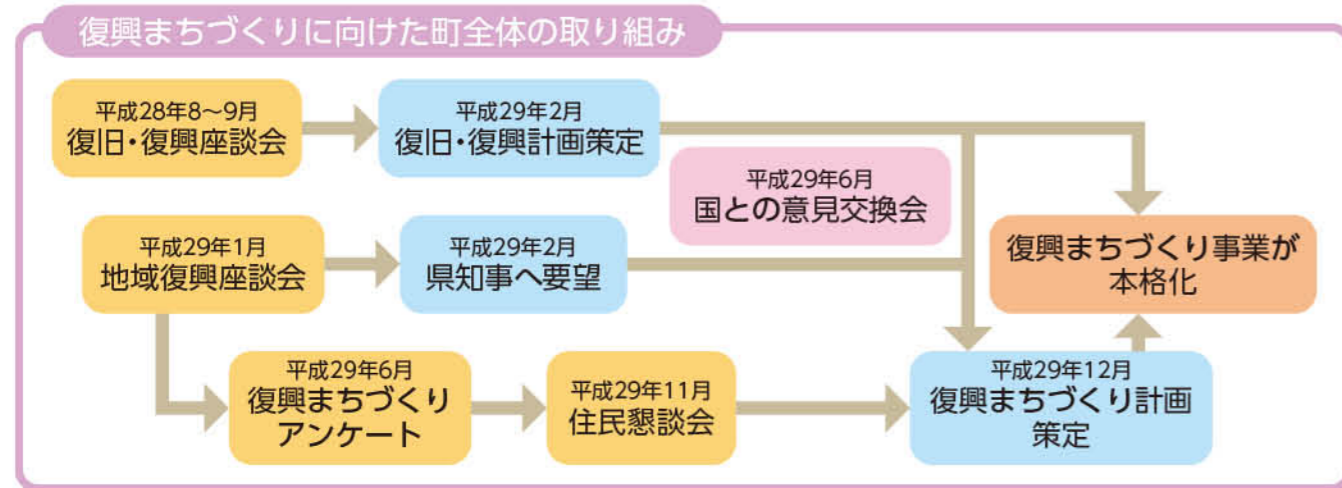 復興まちづくりに向けた町全体の取り組み
平成28年8〜9月
復旧・復興座談会
平成29年2月
復旧・復興計画策定
平成29年6月
国との意見交換会
平成29年1月
地域復興座談会
平成29年2月
県知事へ要望
復興まちづくり事業が
本格化
平成29年6月
復興まちづくり
アンケート
平成29年11月
住民懇談会
平成29年12月
復興まちづくり計画
策定